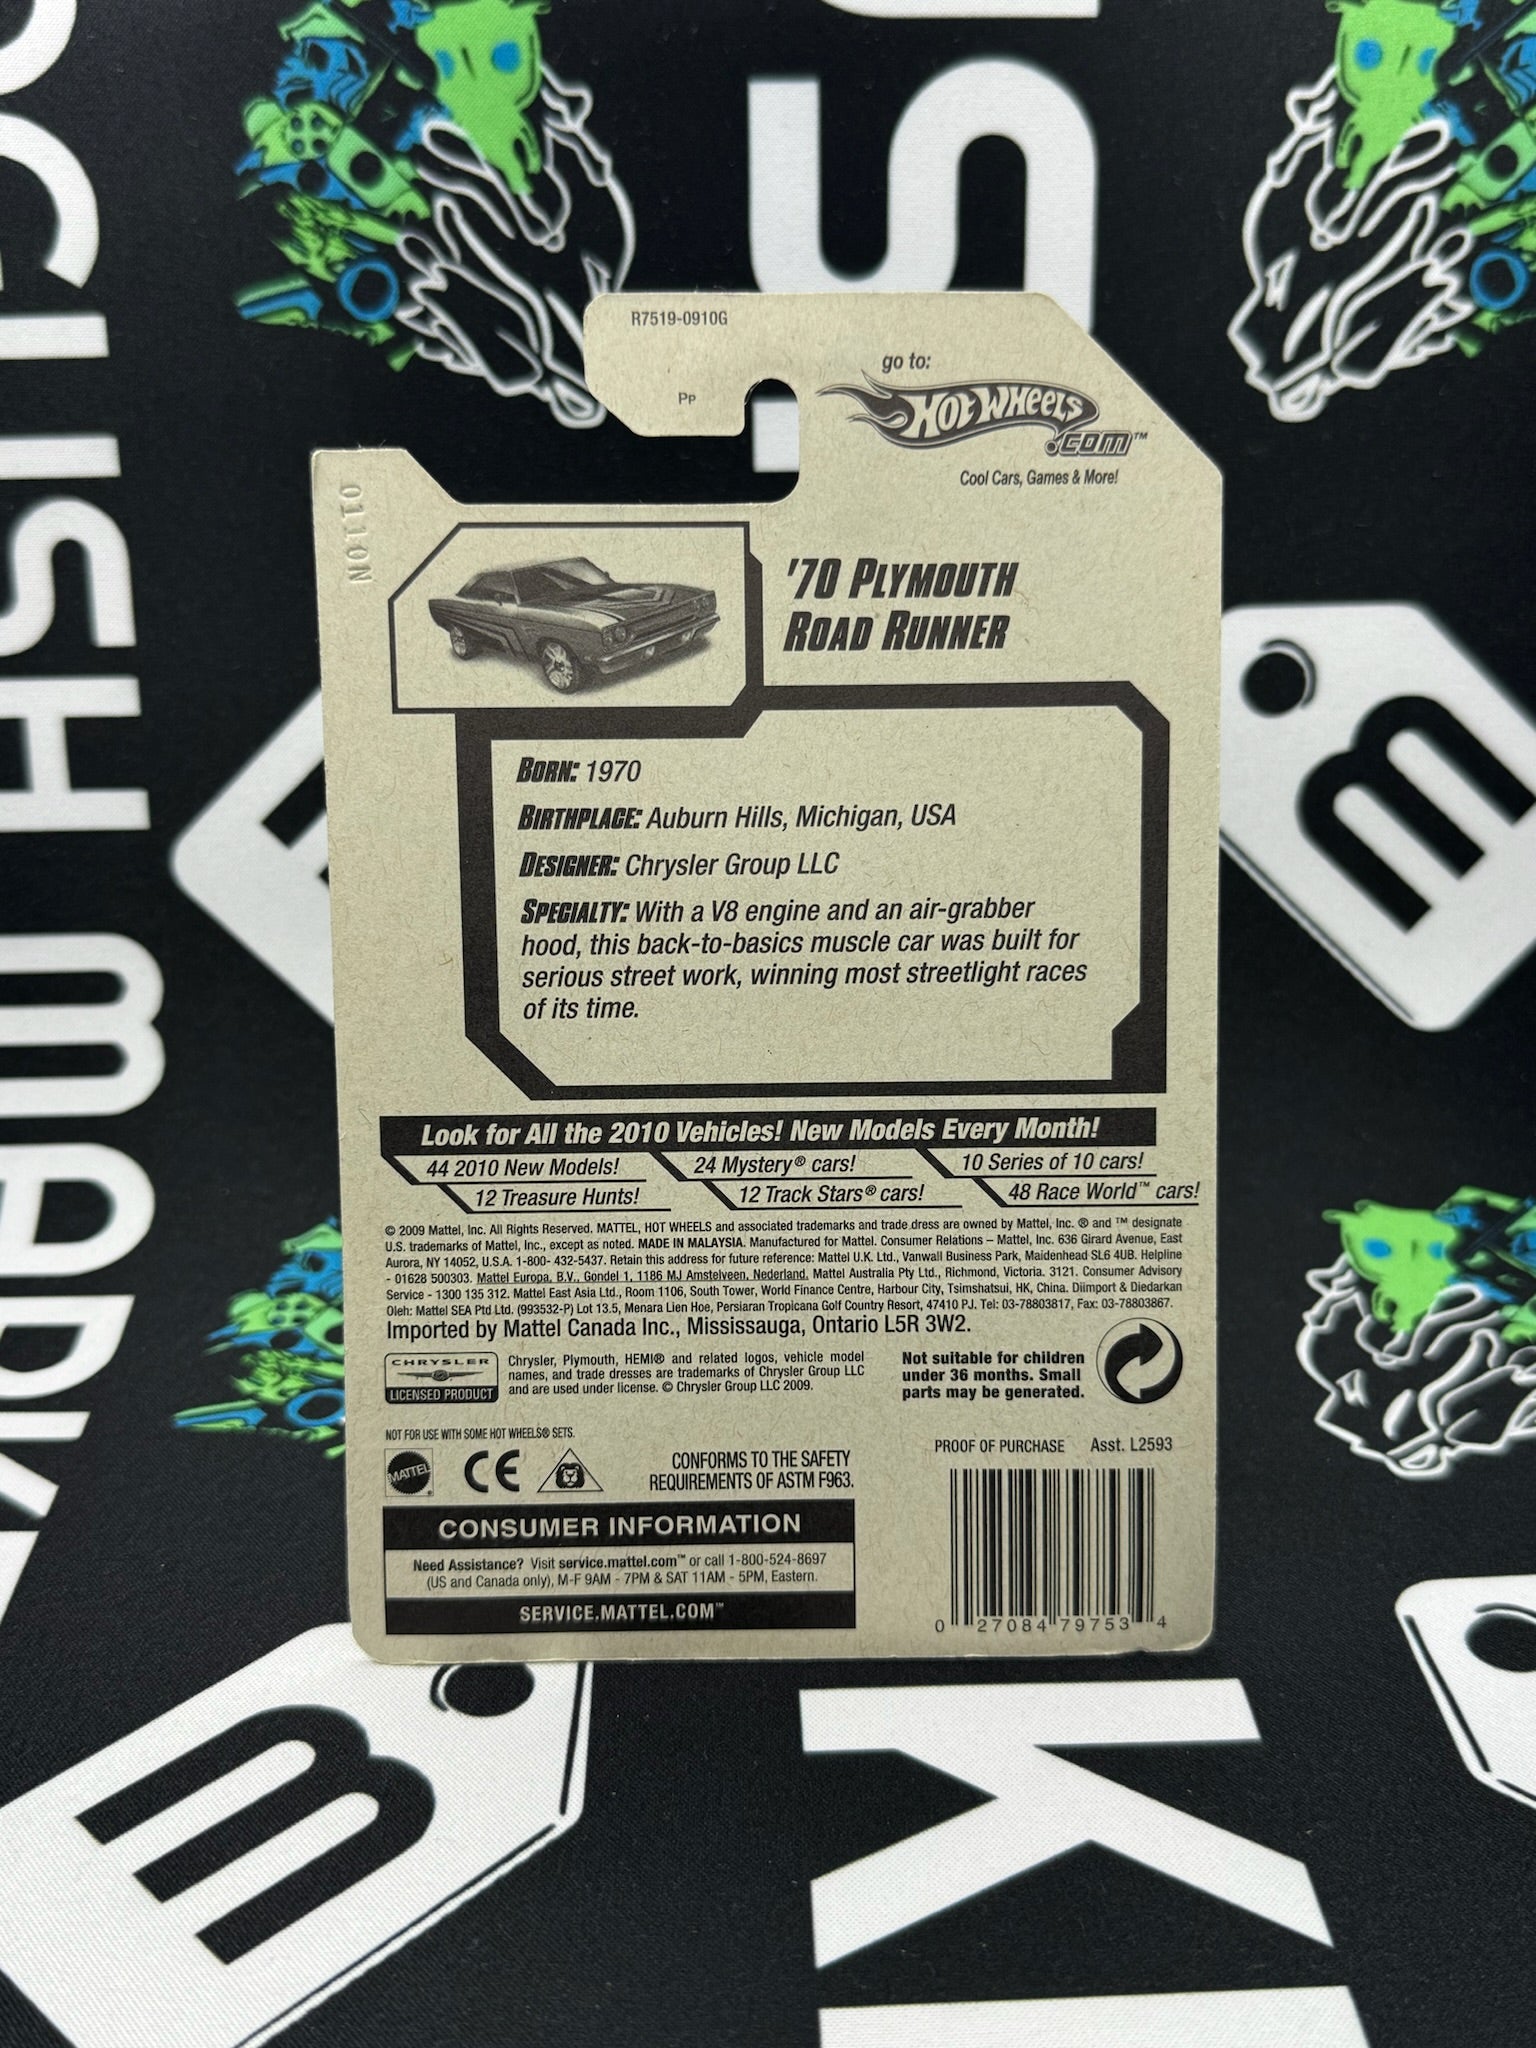 R7519-0910G
Pp
go to:
HOT WHEELS
.COM™
Cool Cars, Games & More!
0110N
'70 PLYMOUTH
ROAD RUNNER
BORN: 1970
BIRTHPLACE: Auburn Hills, Michigan, USA
DESIGNER: Chrysler Group LLC
SPECIALTY: With a V8 engine and an air-grabber
hood, this back-to-basics muscle car was built for
serious street work, winning most streetlight races
of its time.
Look for All the 2010 Vehicles! New Models Every Month!
44 2010 New Models!
24 Mystery® cars!
10 Series of 10 cars!
12 Treasure Hunts!
12 Track Stars® cars!
48 Race World™ cars!
© 2009 Mattel, Inc. All Rights Reserved. MATTEL, HOT WHEELS and associated trademarks and trade dress are owned by Mattel, Inc. ® and ™ designate
U.S. trademarks of Mattel, Inc., except as noted. MADE IN MALAYSIA. Manufactured for Mattel. Consumer Relations – Mattel, Inc. 636 Girard Avenue, East
Aurora, NY 14052, U.S.A. 1-800- 432-5437. Retain this address for future reference: Mattel U.K. Ltd., Vanwall Business Park, Maidenhead SL6 4UB. Helpline
- 01628 500303. Mattel Europa, B.V., Gondel 1, 1186 MJ Amstelveen, Nederland. Mattel Australia Pty Ltd., Richmond, Victoria. 3121. Consumer Advisory
Service - 1300 135 312. Mattel East Asia Ltd., Room 1106, South Tower, World Finance Centre, Harbour City, Tsimshatsui, HK, China. Diimport & Diedarkan
Oleh: Mattel SEA Ptd Ltd. (993532-P) Lot 13.5, Menara Lien Hoe, Persiaran Tropicana Golf Country Resort, 47410 PJ. Tel: 03-78803817, Fax: 03-78803867.
Imported by Mattel Canada Inc., Mississauga, Ontario L5R 3W2.
CHRYSLER
LICENSED PRODUCT
Chrysler, Plymouth, HEMI® and related logos, vehicle model
names, and trade dresses are trademarks of Chrysler Group LLC
and are used under license. © Chrysler Group LLC 2009.
Not suitable for children
under 36 months. Small
parts may be generated.
NOT FOR USE WITH SOME HOT WHEELS® SETS.
MATTEL
CE
CONFORMS TO THE SAFETY
REQUIREMENTS OF ASTM F963.
PROOF OF PURCHASE Asst. L2593
CONSUMER INFORMATION
Need Assistance? Visit service.mattel.com™ or call 1-800-524-8697
(US and Canada only), M-F 9AM - 7PM & SAT 11AM - 5PM, Eastern.
SERVICE.MATTEL.COM™
0 27084 79753 4